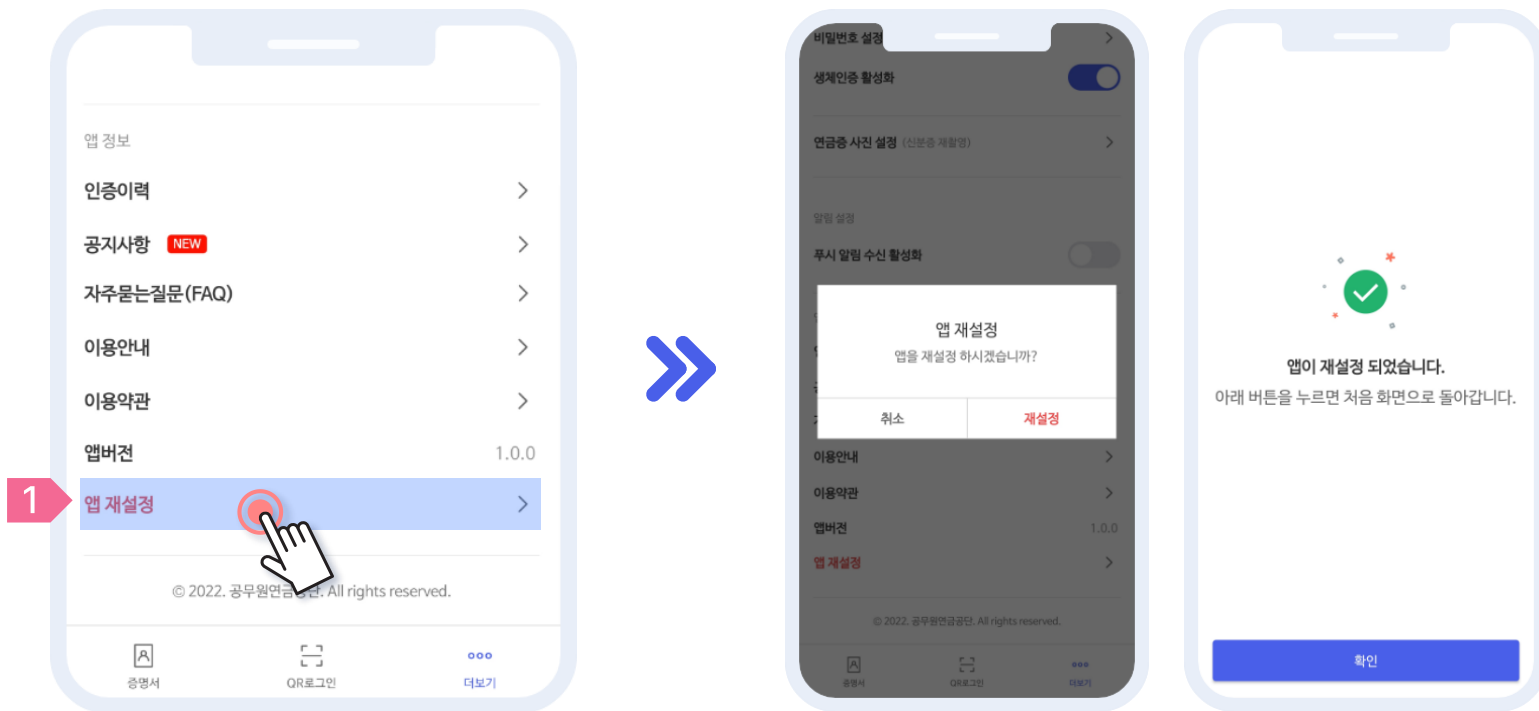 앱 정보
인증이력
공지사항 NEW
자주묻는질문(FAQ)
이용안내
이용약관
앱버전 1.0.0
1 앱 재설정
© 2022. 공무원연금공단. All rights reserved.
증명서 QR로그인 더보기
비밀번호 설정
생체인증 활성화
연금증 사진 설정 (신분증 재촬영)
알림 설정
푸시 알림 수신 활성화
앱 재설정
앱을 재설정 하시겠습니까?
취소 재설정
이용안내
이용약관
앱버전 1.0.0
앱 재설정
© 2022. 공무원연금공단. All rights reserved.
증명서 QR로그인 더보기
앱이 재설정 되었습니다.
아래 버튼을 누르면 처음 화면으로 돌아갑니다.
확인